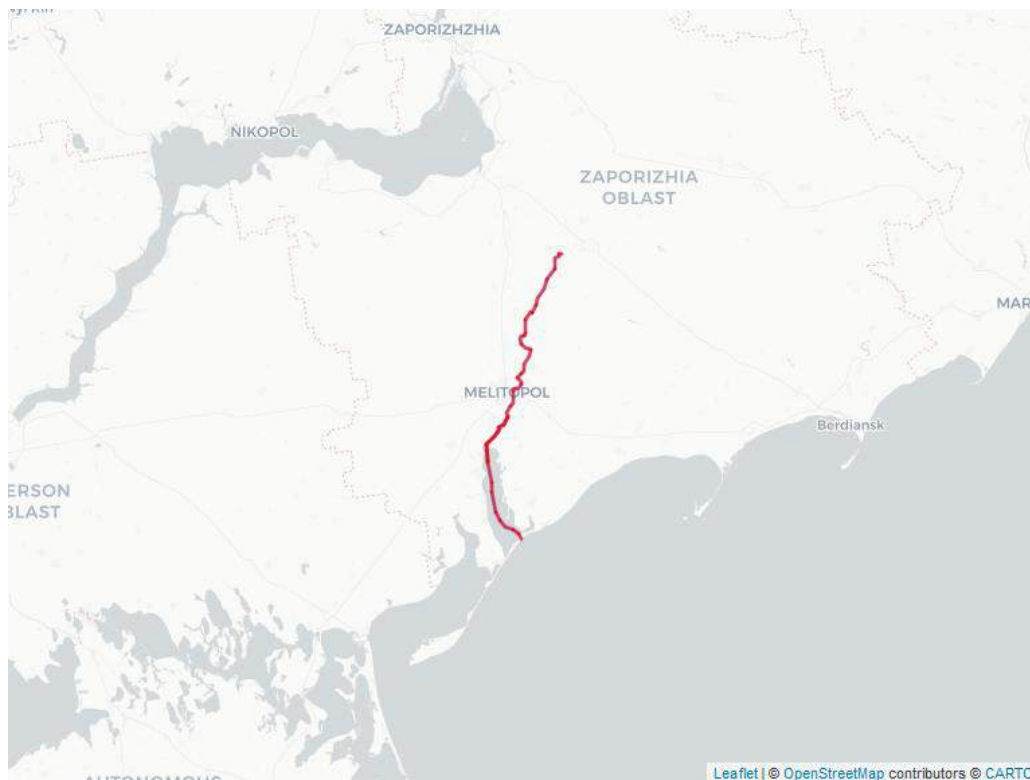 ZAPORIZHZHIA
NIKOPOL
ZAPORIZHIA
OBLAST
MAR
MELITOPOL
Berdiansk
ERSON
BLAST
Leaflet | © OpenStreetMap contributors © CARTO